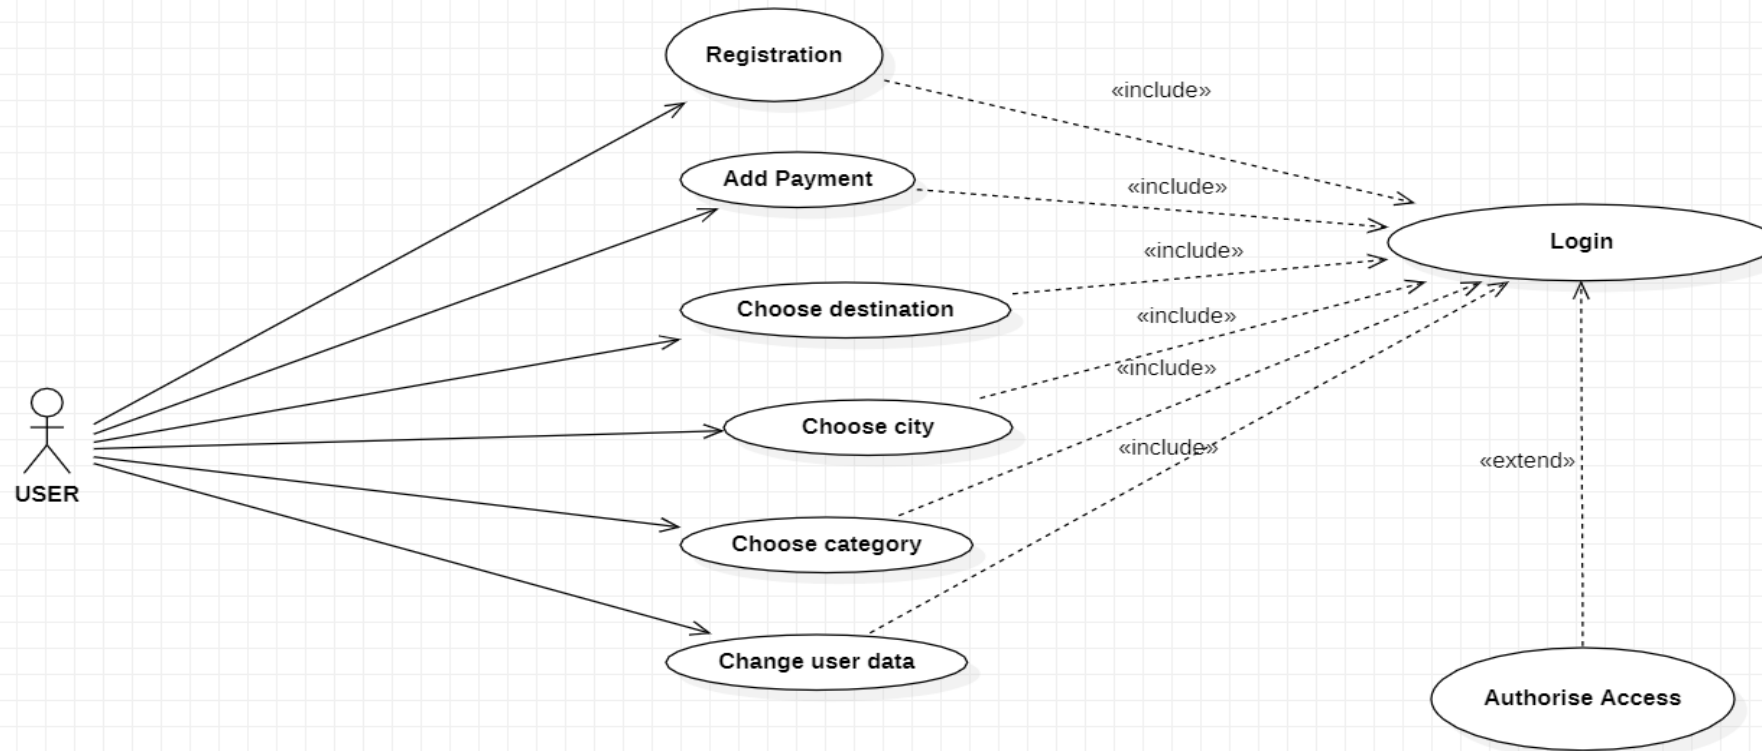 Registration
«include»
Add Payment
«include»
Login
«include»
Choose destination
«include»
«include»
Choose city
USER
«include»
«extend»
Choose category
Change user data
Authorise Access